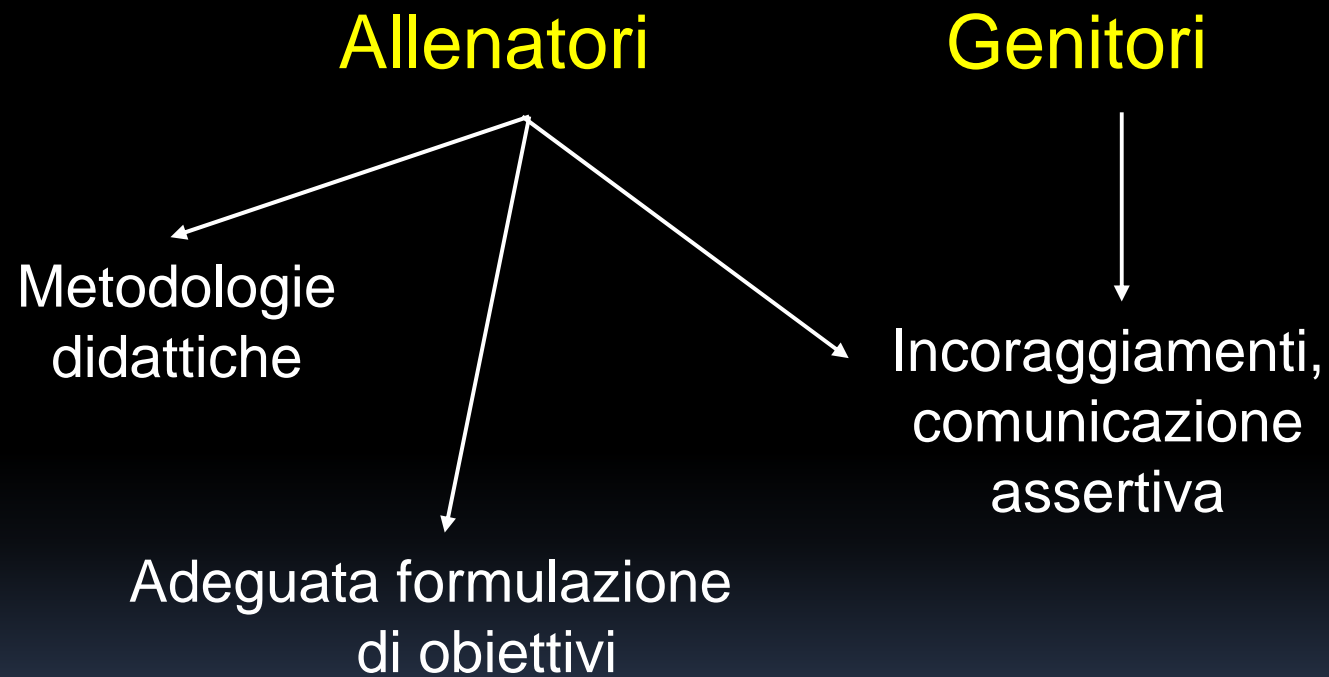 Allenatori
Genitori
Metodologie
didattiche
Incoraggiamenti,
comunicazione
assertiva
Adeguata formulazione
di obiettivi